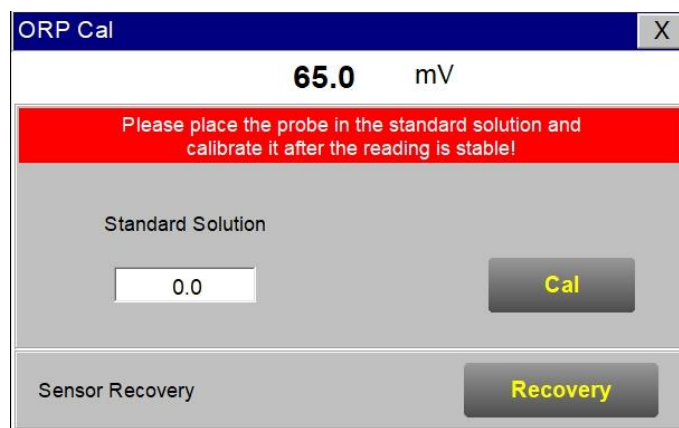 ORP Cal
X
65.0 mV
Please place the probe in the standard solution and
calibrate it after the reading is stable!
Standard Solution
0.0
Cal
Sensor Recovery
Recovery